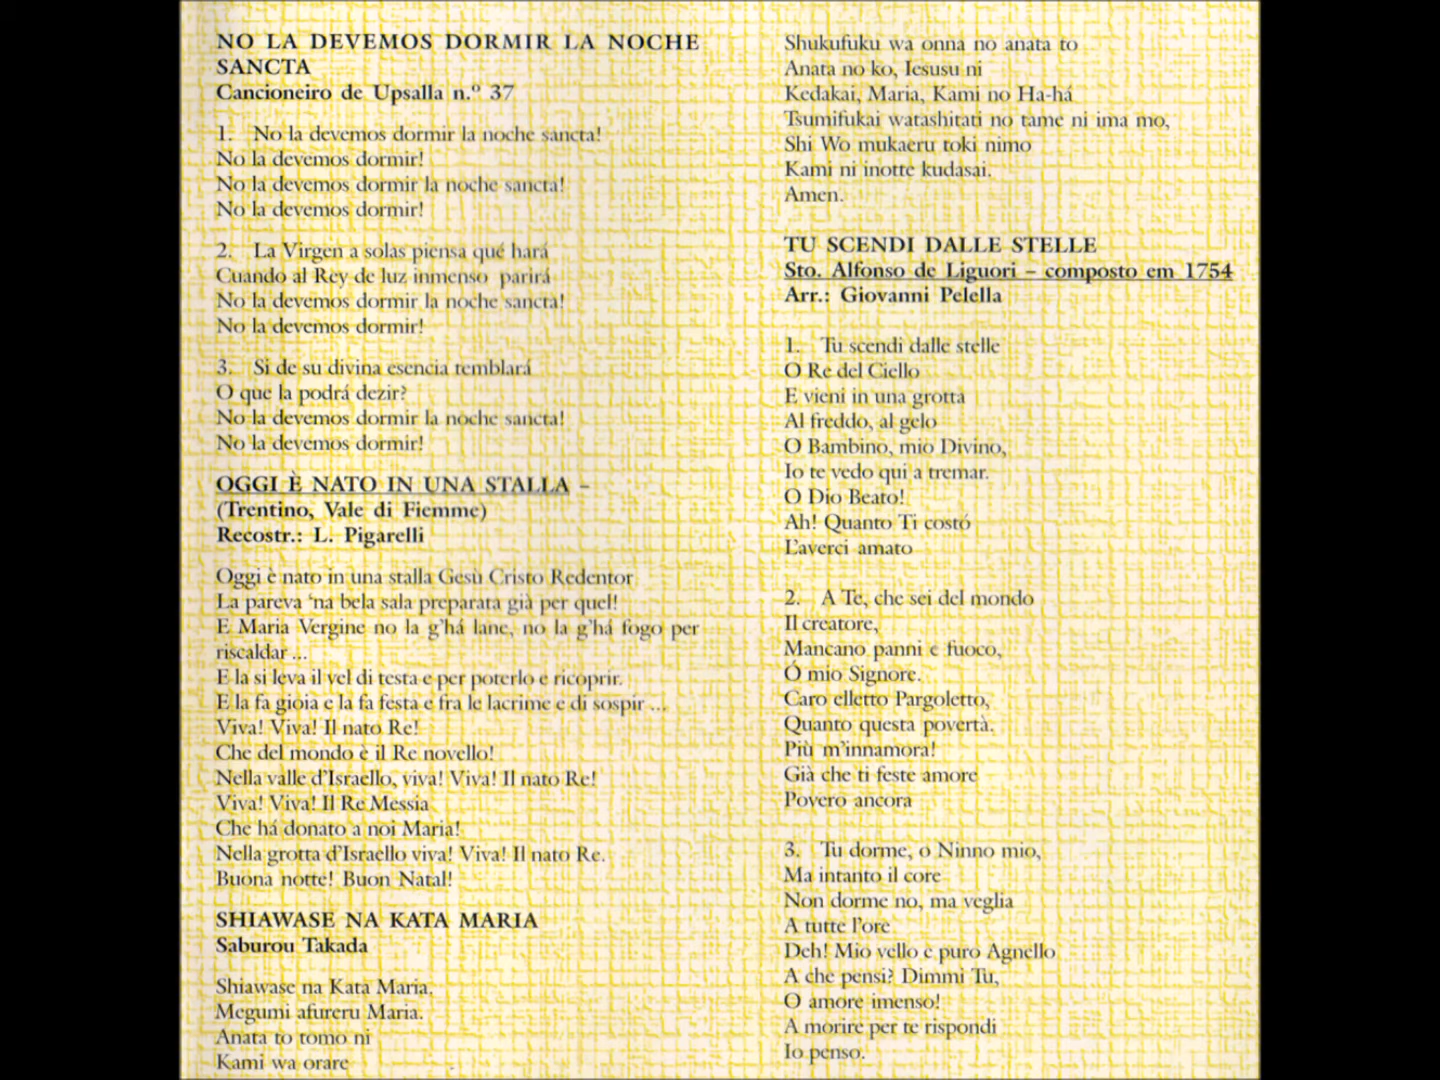 NO LA DEVEMOS DORMIR LA NOCHE
SANCTA
Cancioneiro de Upsalla n.º 37
1. No la devemos dormir la noche sancta!
No la devemos dormir!
No la devemos dormir la noche sancta!
No la devemos dormir!
2. La Virgen a solas piensa qué hará
Cuando al Rey de luz inmenso parirá
No la devemos dormir la noche sancta!
No la devemos dormir!
3. Si de su divina esencia temblará
O que la podrá dezir?
No la devemos dormir la noche sancta!
No la devemos dormir!
OGGI È NATO IN UNA STALLA –
(Trentino, Vale di Fiemme)
Recostr.: L. Pigarelli
Oggi è nato in una stalla Gesù Cristo Redentor
La pareva ‘na bela sala preparata già per quel!
E Maria Vergine no la g’há lane, no la g’há fogo per
riscaldar ...
E la si leva il vel di testa e per poterlo e ricoprir.
E la fa gioia e la fa festa e fra le lacrime e di sospir ...
Viva! Viva! Il nato Re!
Che del mondo è il Re novello!
Nella valle d’Israello, viva! Viva! Il nato Re!
Viva! Viva! Il Re Messia
Che há donato a noi Maria!
Nella grotta d’Israello viva! Viva! Il nato Re.
Buona notte! Buon Natal!
SHIAWASE NA KATA MARIA
Saburou Takada
Shiawase na Kata Maria.
Megumi afureru Maria.
Anata to tomo ni
Kami wa orare
Shukufuku wa onna no anata to
Anata no ko, Iesusu ni
Kedakai, Maria, Kami no Ha-há
Tsumifukai watashitati no tame ni ima mo,
Shi Wo mukaeru toki nimo
Kami ni inotte kudasai.
Amen.
TU SCENDI DALLE STELLE
Sto. Alfonso de Liguori – composto em 1754
Arr.: Giovanni Pelella
1. Tu scendi dalle stelle
O Re del Ciello
E vieni in una grotta
Al freddo, al gelo
O Bambino, mio Divino,
Io te vedo qui a tremar.
O Dio Beato!
Ah! Quanto Ti costó
L’averci amato
2. A Te, che sei del mondo
Il creatore,
Mancano panni e fuoco,
Ó mio Signore.
Caro elletto Pargoletto,
Quanto questa povertà.
Più m’innamora!
Già che ti feste amore
Povero ancora
3. Tu dorme, o Ninno mio,
Ma intanto il core
Non dorme no, ma veglia
A tutte l’ore
Deh! Mio vello e puro Agnello
A che pensi? Dimmi Tu,
O amore imenso!
A morire per te rispondi
Io penso.